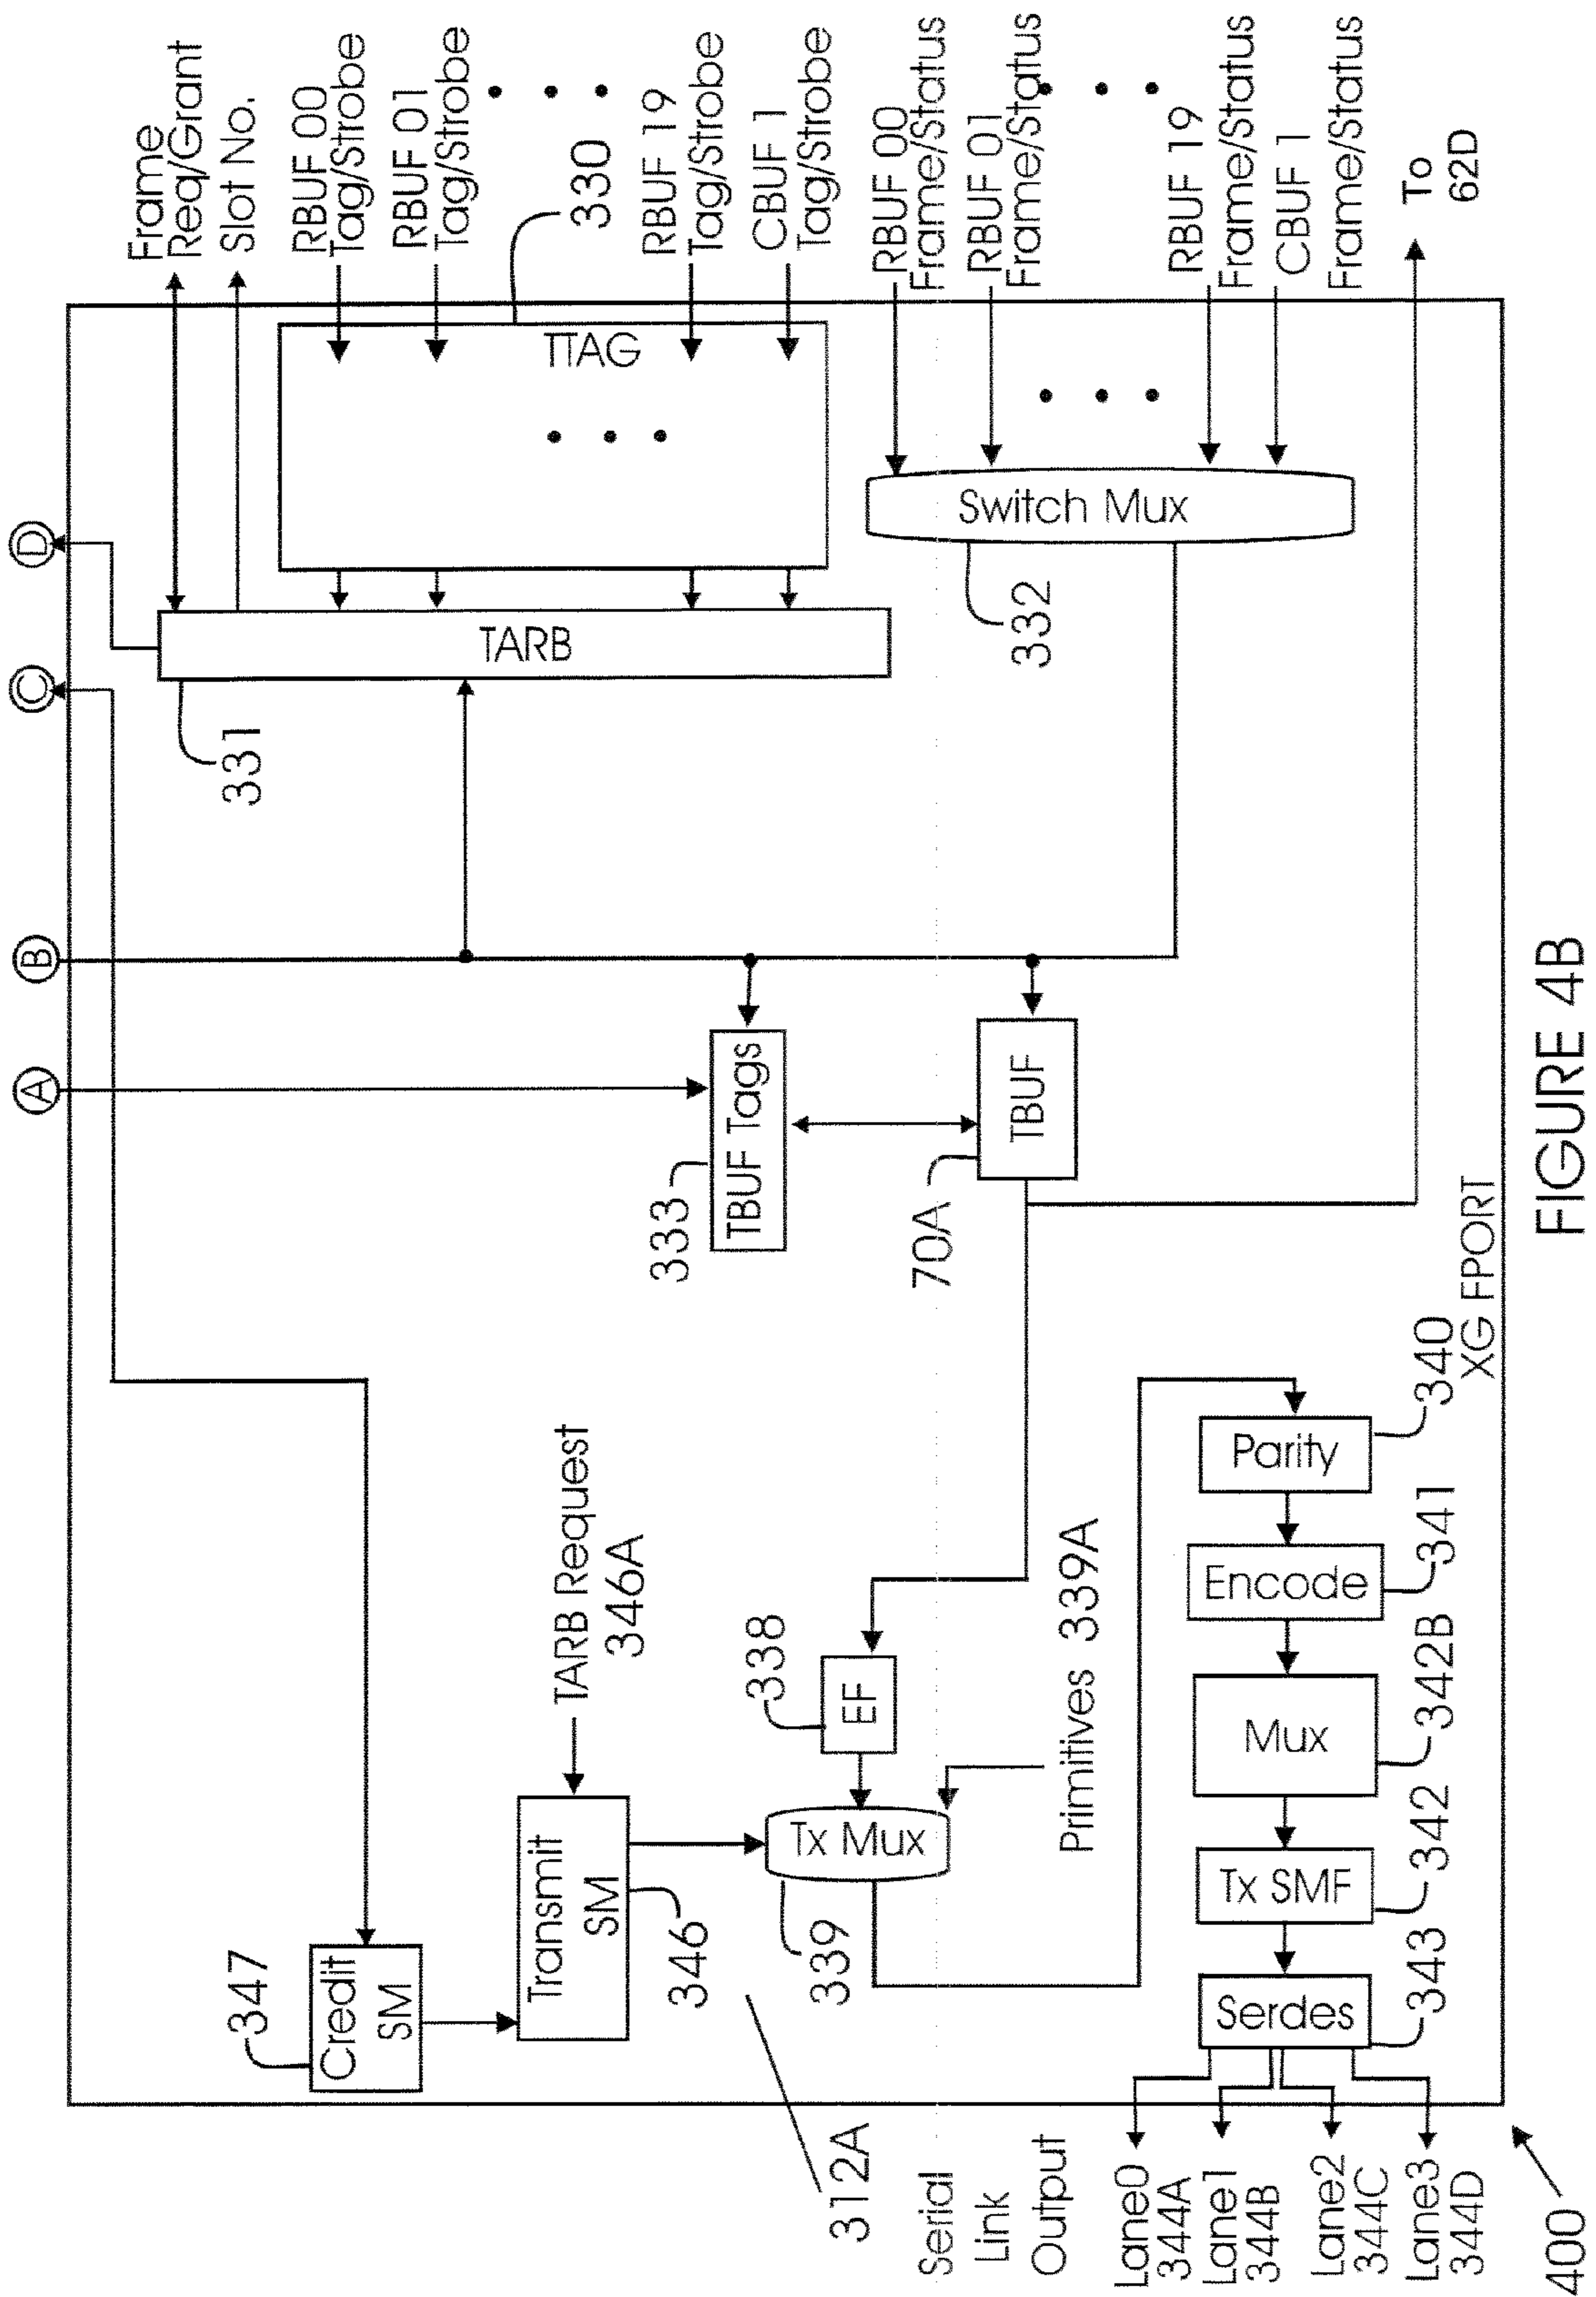 Serial
Link
Output
Lane0
344A
Lane1
344B
Lane2
344C
Lane3
344D
400
312A
347
Credit
SM
Transmit
SM
346
TARB Request
346A
Tx Mux
339
EF
338
Primitives 339A
Serdes
343
Tx SMF
342
Mux
342B
Encode
341
Parity
340
XG FPORT
A
B
C
D
TBUF Tags
333
TBUF
70A
TARB
331
TTAG
330
Switch Mux
332
Frame
Req/Grant
Slot No.
RBUF 00
Tag/Strobe
RBUF 01
Tag/Strobe
RBUF 19
Tag/Strobe
CBUF 1
Tag/Strobe
RBUF 00
Frame/Status
RBUF 01
Frame/Status
RBUF 19
Frame/Status
CBUF 1
Frame/Status
To
62D
FIGURE 4B